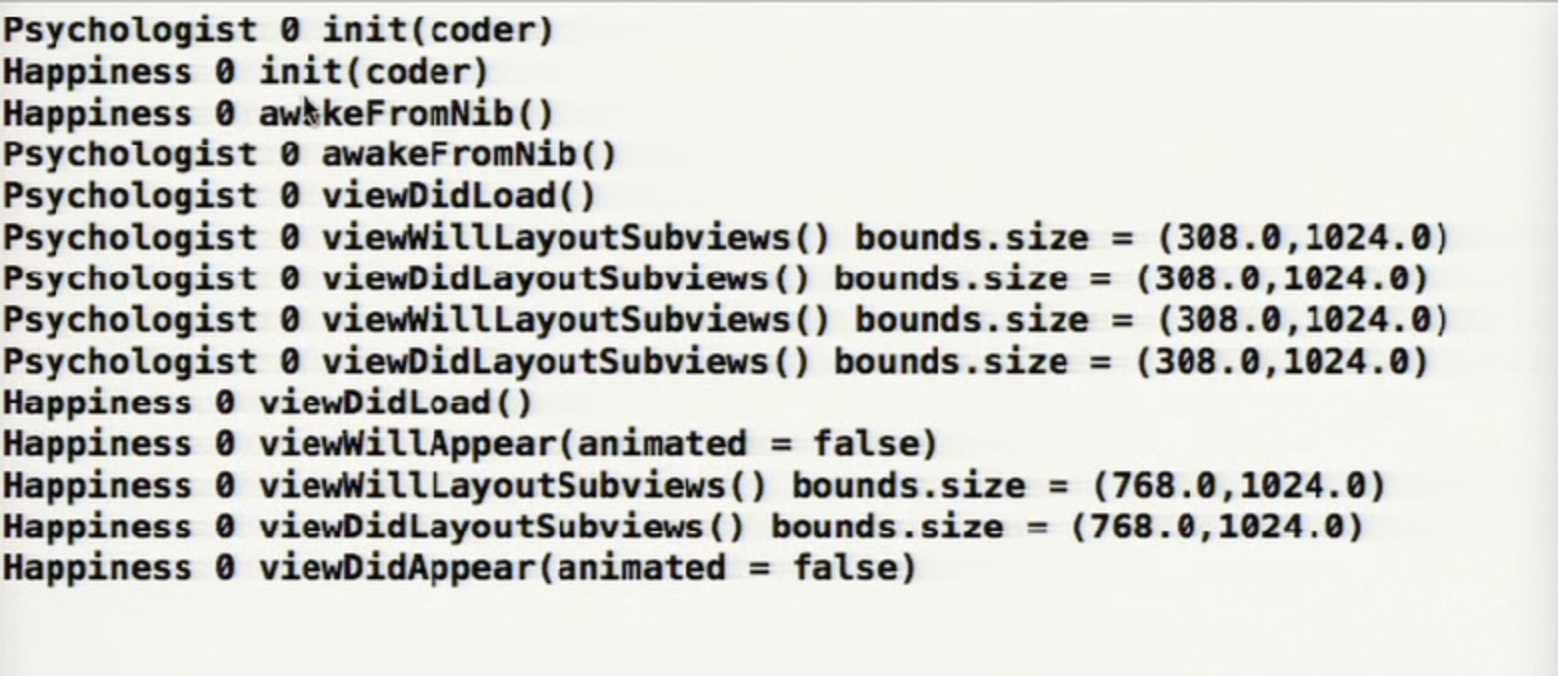 Psychologist 0 init(coder)
Happiness 0 init(coder)
Happiness 0 awakeFromNib()
Psychologist 0 awakeFromNib()
Psychologist 0 viewDidLoad()
Psychologist 0 viewWillLayoutSubviews() bounds.size = (308.0,1024.0)
Psychologist 0 viewDidLayoutSubviews() bounds.size = (308.0,1024.0)
Psychologist 0 viewWillLayoutSubviews() bounds.size = (308.0,1024.0)
Psychologist 0 viewDidLayoutSubviews() bounds.size = (308.0,1024.0)
Happiness 0 viewDidLoad()
Happiness 0 viewWillAppear(animated = false)
Happiness 0 viewWillLayoutSubviews() bounds.size = (768.0,1024.0)
Happiness 0 viewDidLayoutSubviews() bounds.size = (768.0,1024.0)
Happiness 0 viewDidAppear(animated = false)